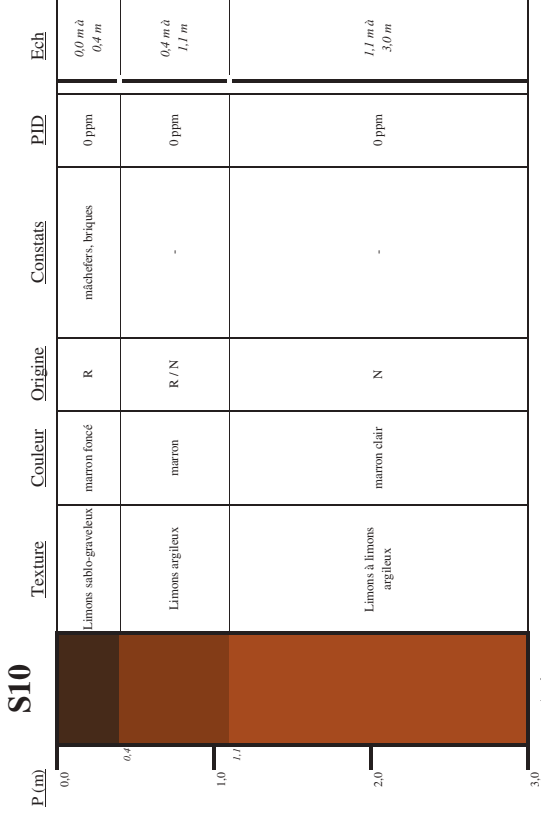 S10
P (m) Texture Couleur Origine Constats PID Ech
0,0
Limons sablo-graveleux marron foncé R mâchefers, briques 0 ppm 0,0 m à
0,4 m
0,4
Limons argileux marron R / N - 0 ppm 0,4 m à
1,1 m
1,0
1,1
Limons à limons
argileux
marron clair N - 0 ppm 1,1 m à
3,0 m
2,0
3,0